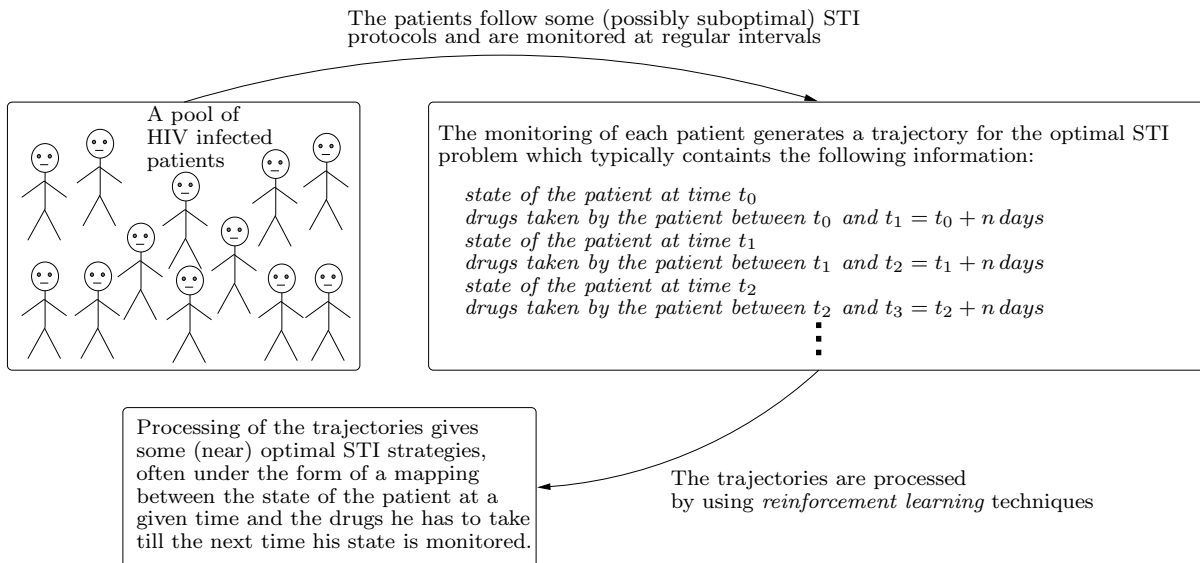 The patients follow some (possibly suboptimal) STI
protocols and are monitored at regular intervals
A pool of
HIV infected
patients
The monitoring of each patient generates a trajectory for the optimal STI
problem which typically containts the following information:
state of the patient at time t₀
drugs taken by the patient between t₀ and t₁ = t₀ + n days
state of the patient at time t₁
drugs taken by the patient between t₁ and t₂ = t₁ + n days
state of the patient at time t₂
drugs taken by the patient between t₂ and t₃ = t₂ + n days
Processing of the trajectories gives
some (near) optimal STI strategies,
often under the form of a mapping
between the state of the patient at a
given time and the drugs he has to take
till the next time his state is monitored.
The trajectories are processed
by using reinforcement learning techniques